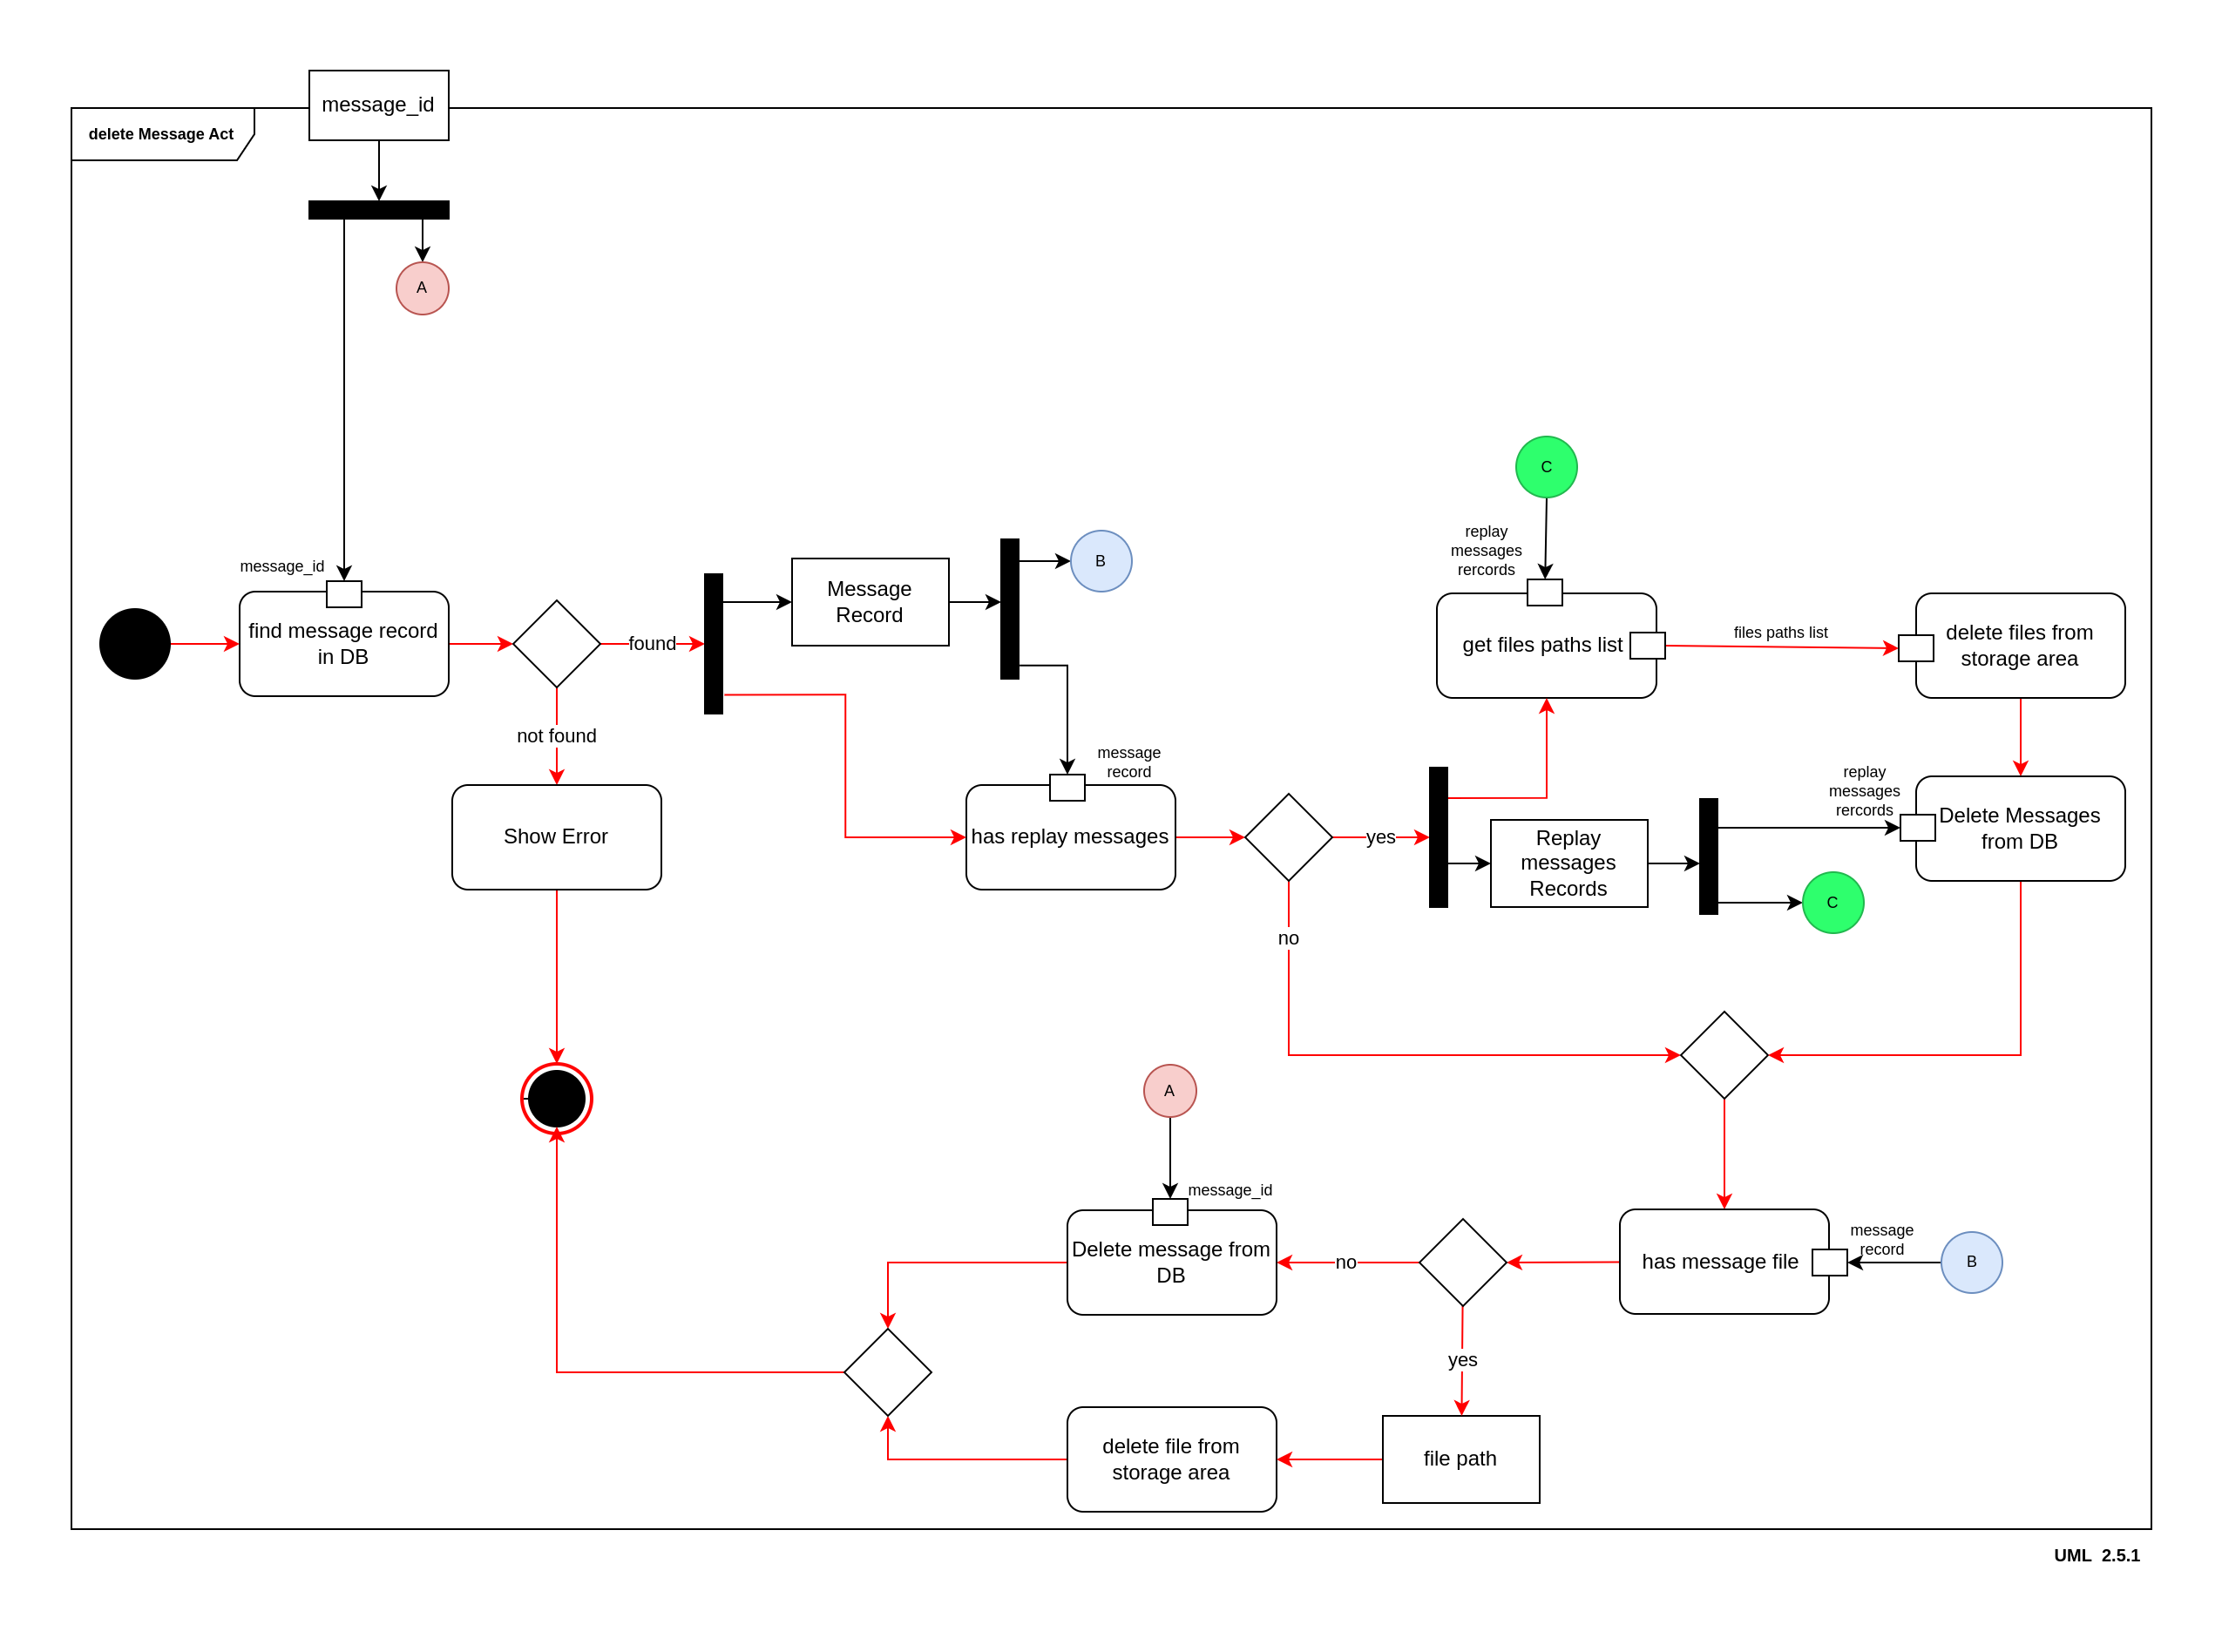 message_id
delete Message Act
A
C
replay
messages
rercords
B
message_id
Message
Record
find message record
in DB
found
get files paths list
files paths list
delete files from
storage area
not found
message
record
replay
messages
rercords
Show Error
has replay messages
yes
Replay
messages
Records
Delete Messages
from DB
C
no
A
message_id
message
record
Delete message from
DB
no
has message file
B
yes
delete file from
storage area
file path
UML  2.5.1